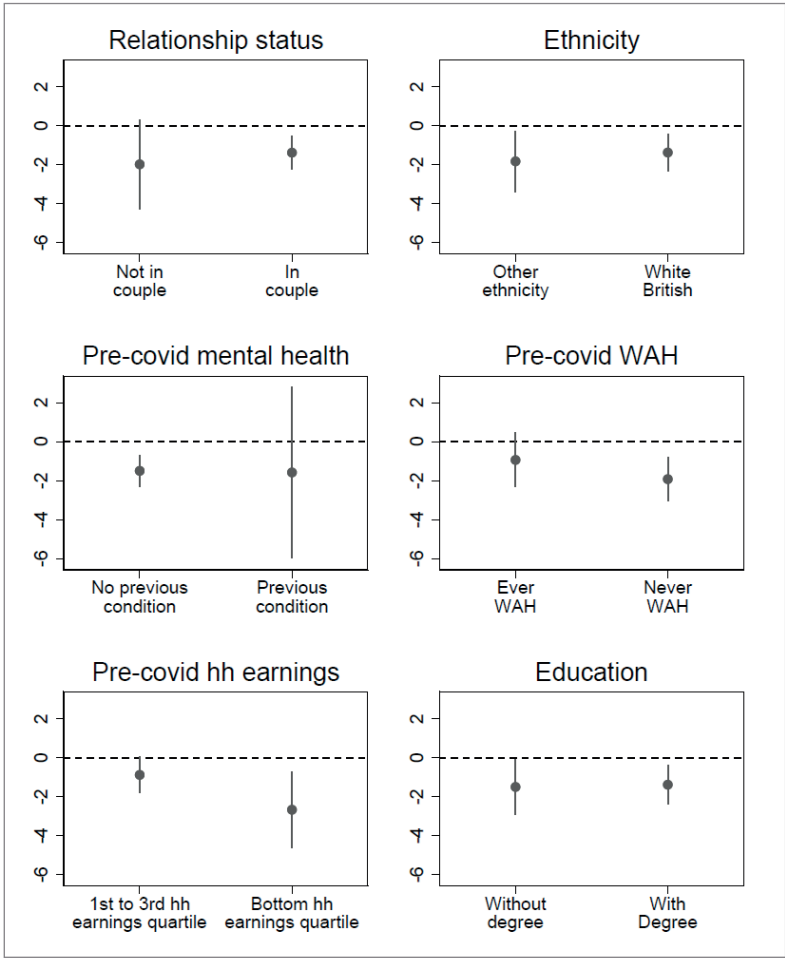 Relationship status
2
0
-2
-4
-6
Not in
couple
In
couple
Ethnicity
2
0
-2
-4
-6
Other
ethnicity
White
British
Pre-covid mental health
2
0
-2
-4
-6
No previous
condition
Previous
condition
Pre-covid WAH
2
0
-2
-4
-6
Ever
WAH
Never
WAH
Pre-covid hh earnings
2
0
-2
-4
-6
1st to 3rd hh
earnings quartile
Bottom hh
earnings quartile
Education
2
0
-2
-4
-6
Without
degree
With
Degree